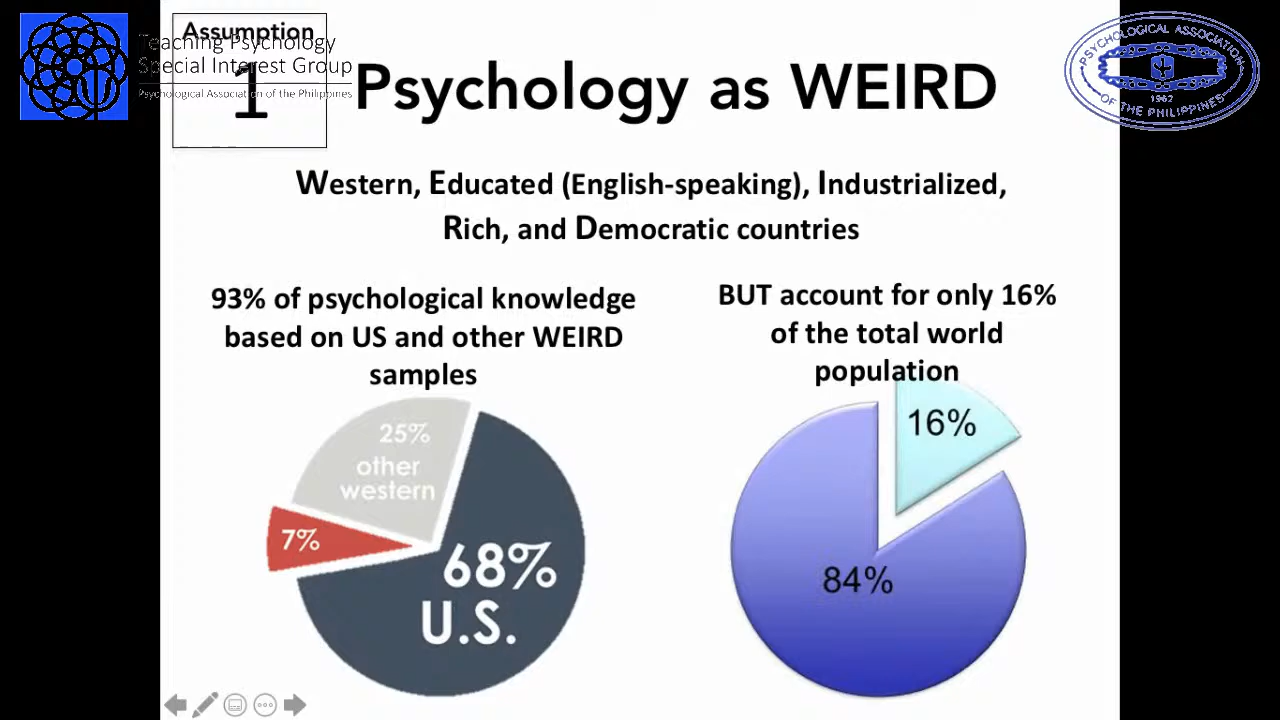 Assumption
1
Teaching Psychology
Special Interest Group
Psychological Association of the Philippines
Psychology as WEIRD
PSYCHOLOGICAL ASSOCIATION
OF THE PHILIPPINES
1962
Western, Educated (English-speaking), Industrialized,
Rich, and Democratic countries
93% of psychological knowledge
based on US and other WEIRD
samples
25%
other
western
7%
68%
U.S.
BUT account for only 16%
of the total world
population
16%
84%